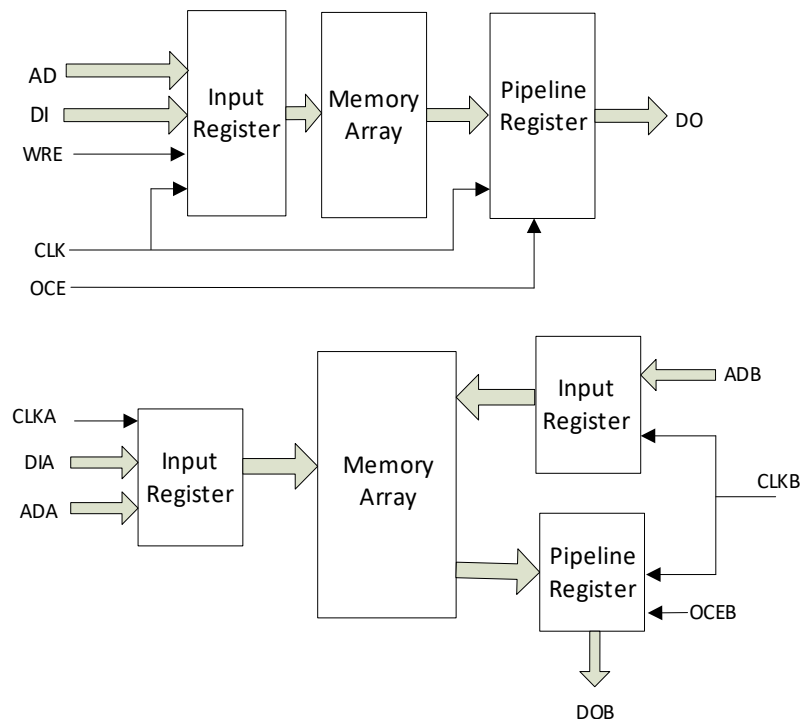 AD
DI
WRE
CLK
OCE
Input
Register
Memory
Array
Pipeline
Register
DO
CLKA
DIA
ADA
Input
Register
Memory
Array
Input
Register
ADB
CLKB
Pipeline
Register
OCEB
DOB